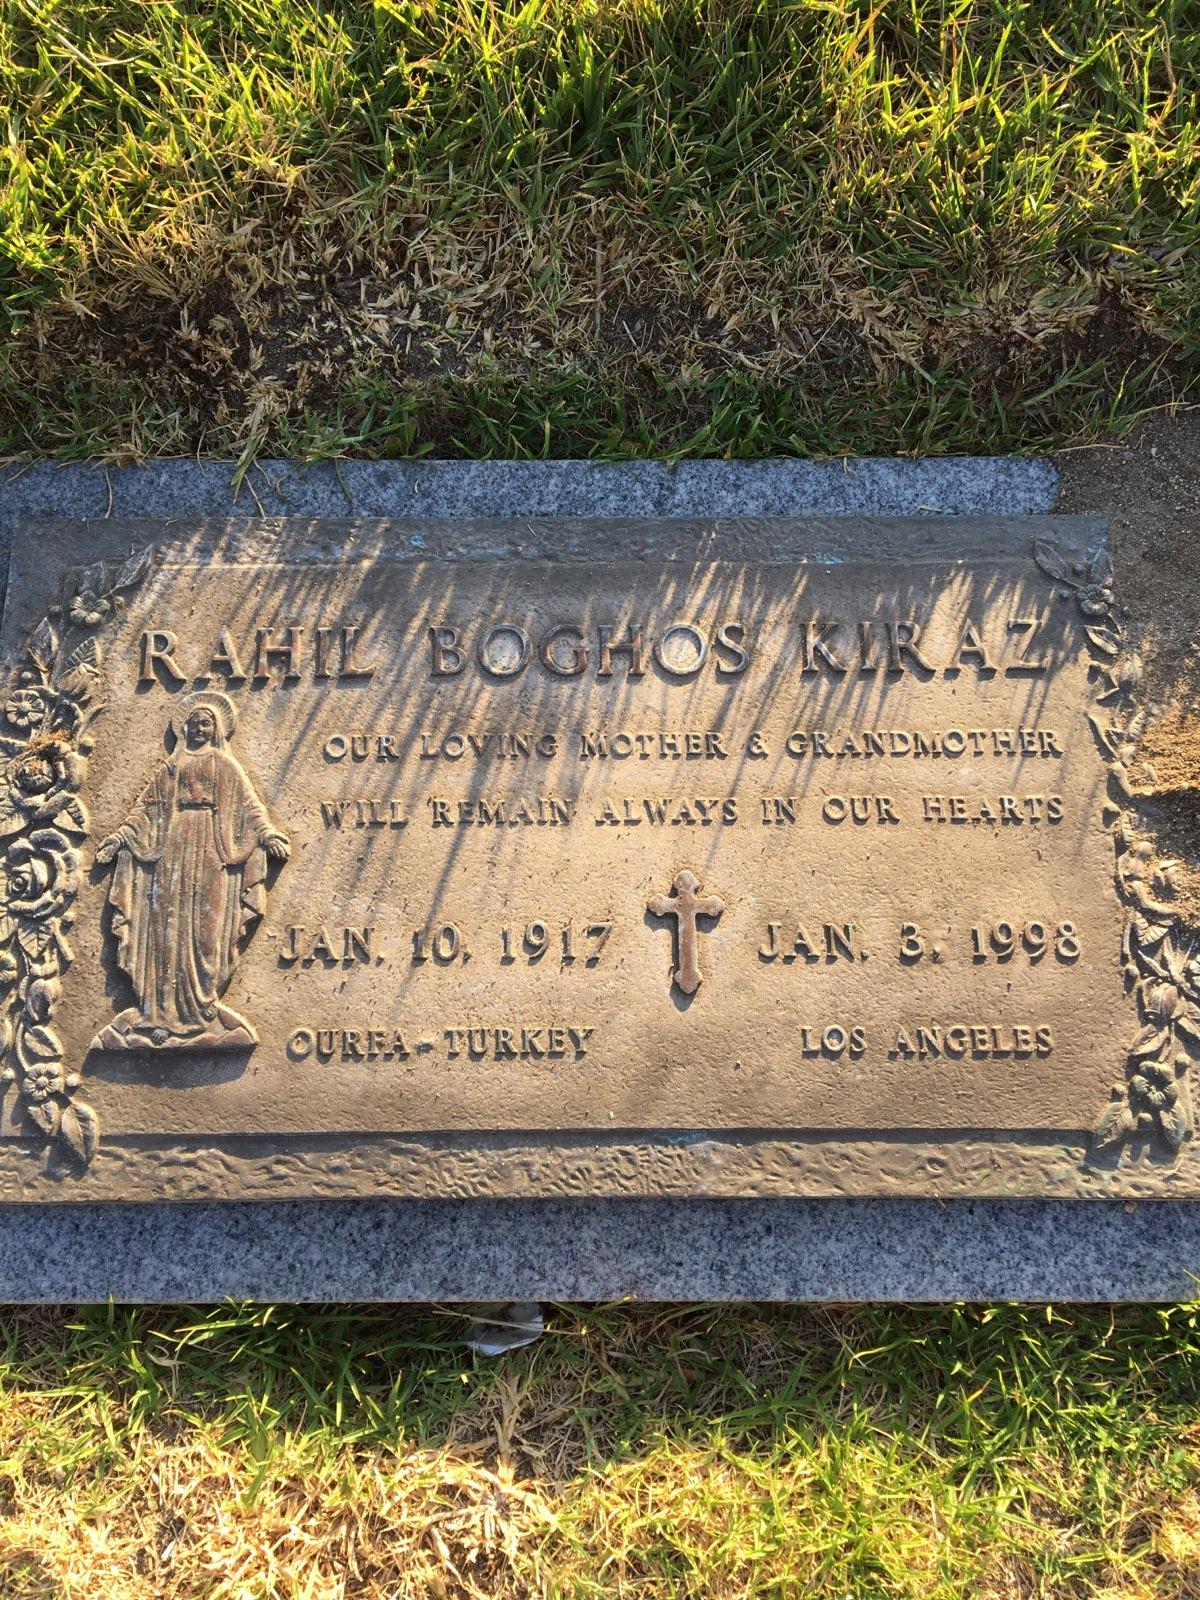 RAHIL BOGHOS KIRAZ
OUR LOVING MOTHER & GRANDMOTHER
WILL REMAIN ALWAYS IN OUR HEARTS
JAN. 10. 1917 JAN. 3. 1998
OURFA-TURKEY LOS ANGELES